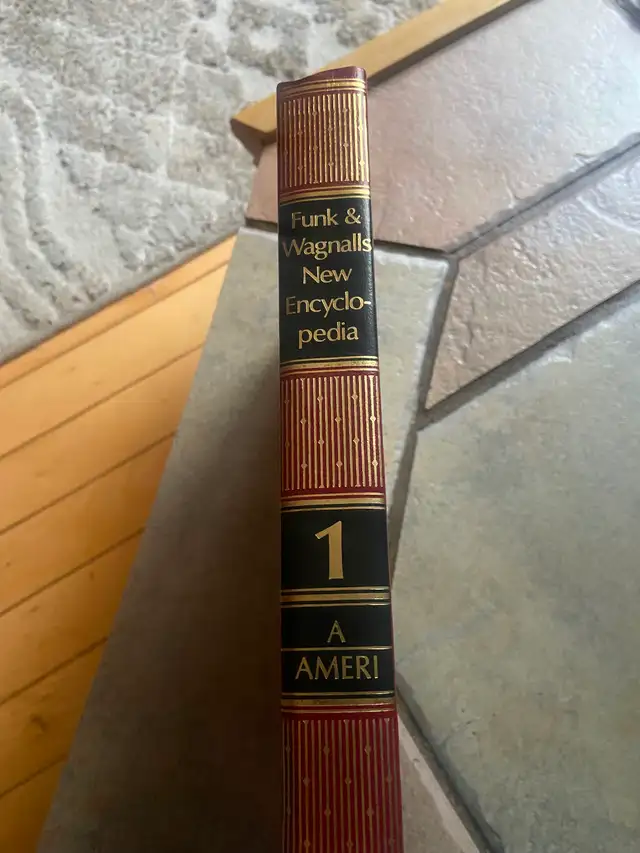 Funk &
Wagnalls
New
Encyclo-
pedia
1
A
AMERI